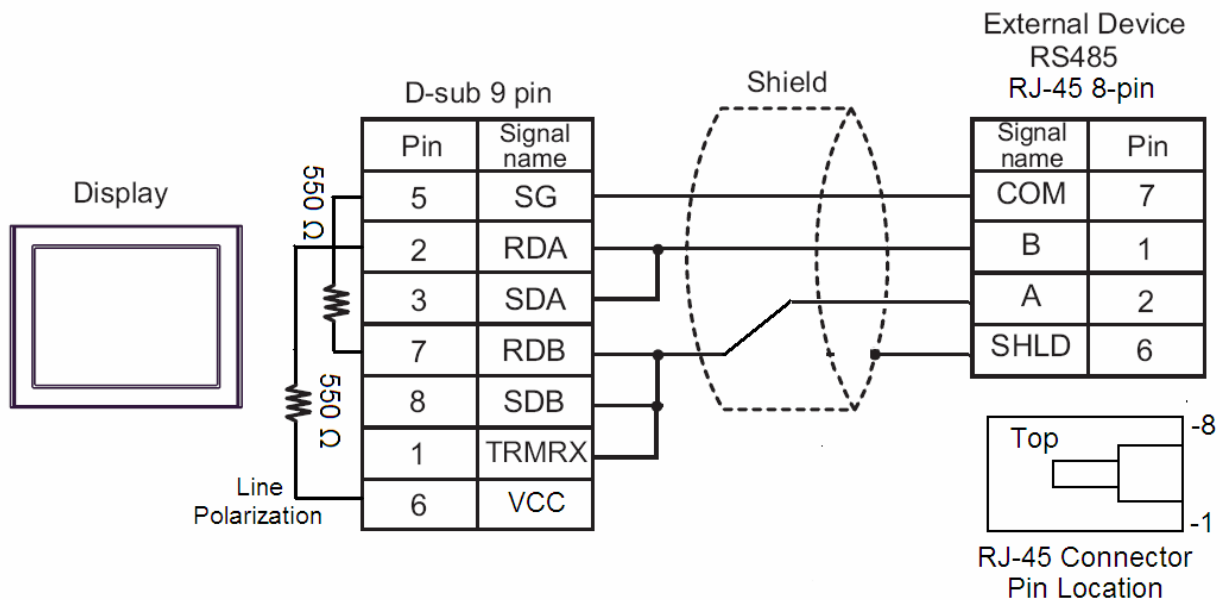 External Device
RS485
RJ-45 8-pin
Shield
D-sub 9 pin
Display
Pin Signal name
5 SG
2 RDA
3 SDA
7 RDB
8 SDB
1 TRMRX
6 VCC
550 Ω
550 Ω
Line
Polarization
Signal name Pin
COM 7
B 1
A 2
SHLD 6
Top
-8
-1
RJ-45 Connector
Pin Location